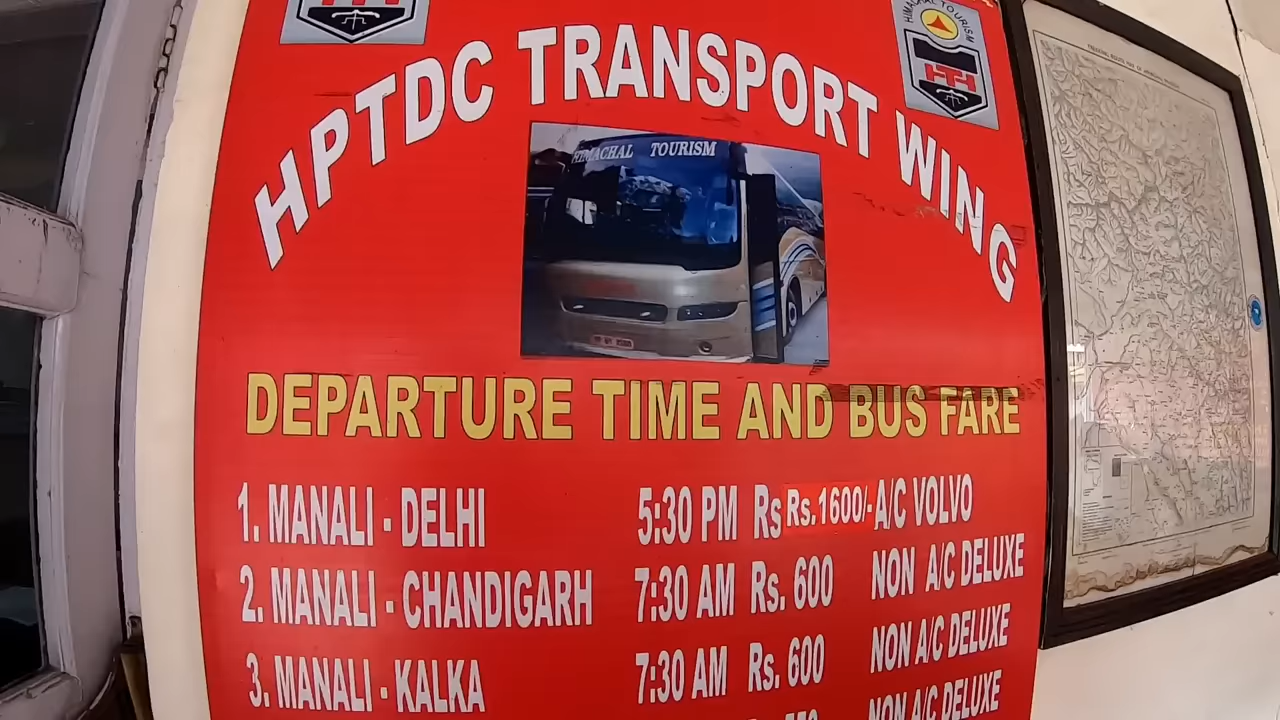 HIMACHAL TOURISM
HPTDC TRANSPORT WING
HIMACHAL TOURISM
DEPARTURE TIME AND BUS FARE
1. MANALI - DELHI 5:30 PM Rs Rs.1600/- A/C VOLVO
2. MANALI - CHANDIGARH 7:30 AM Rs. 600 NON A/C DELUXE
3. MANALI - KALKA 7:30 AM Rs. 600 NON A/C DELUXE
NON A/C DELUXE